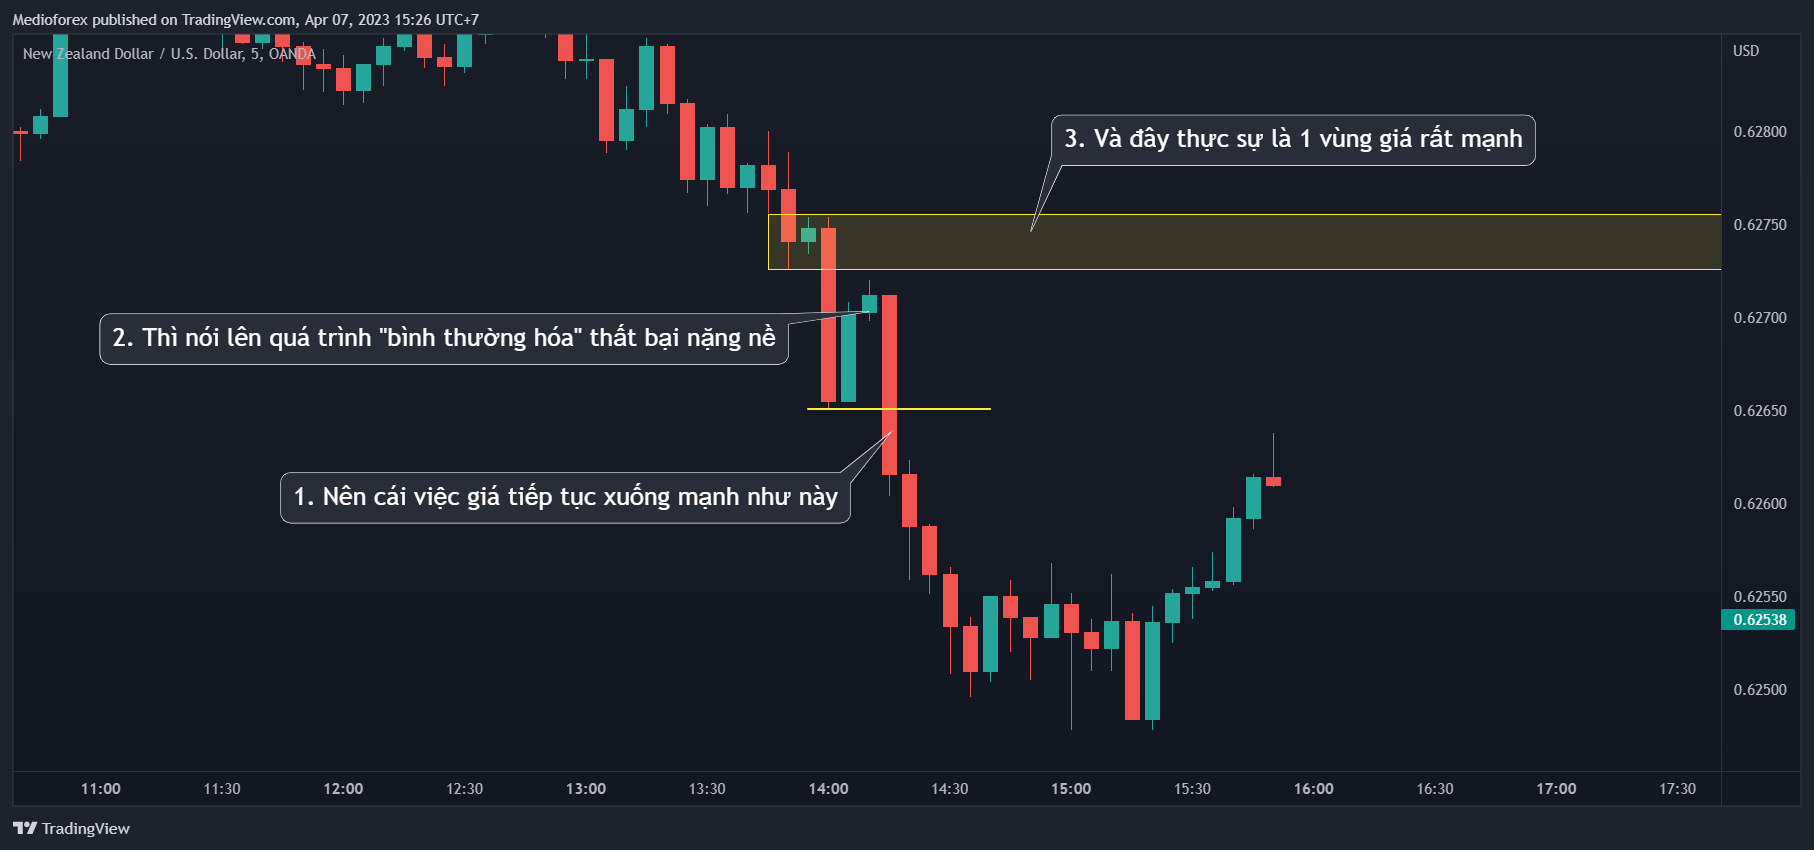 Medioforex published on TradingView.com, Apr 07, 2023 15:26 UTC+7
New Zealand Dollar / U.S. Dollar, 5, OANDA
USD
0.62800
3. Và đây thực sự là 1 vùng giá rất mạnh
0.62750
0.62700
2. Thì nói lên quá trình "bình thường hóa" thất bại nặng nề
0.62650
1. Nên cái việc giá tiếp tục xuống mạnh như này
0.62600
0.62550
0.62538
0.62500
11:00 11:30 12:00 12:30 13:00 13:30 14:00 14:30 15:00 15:30 16:00 16:30 17:00 17:30
TradingView